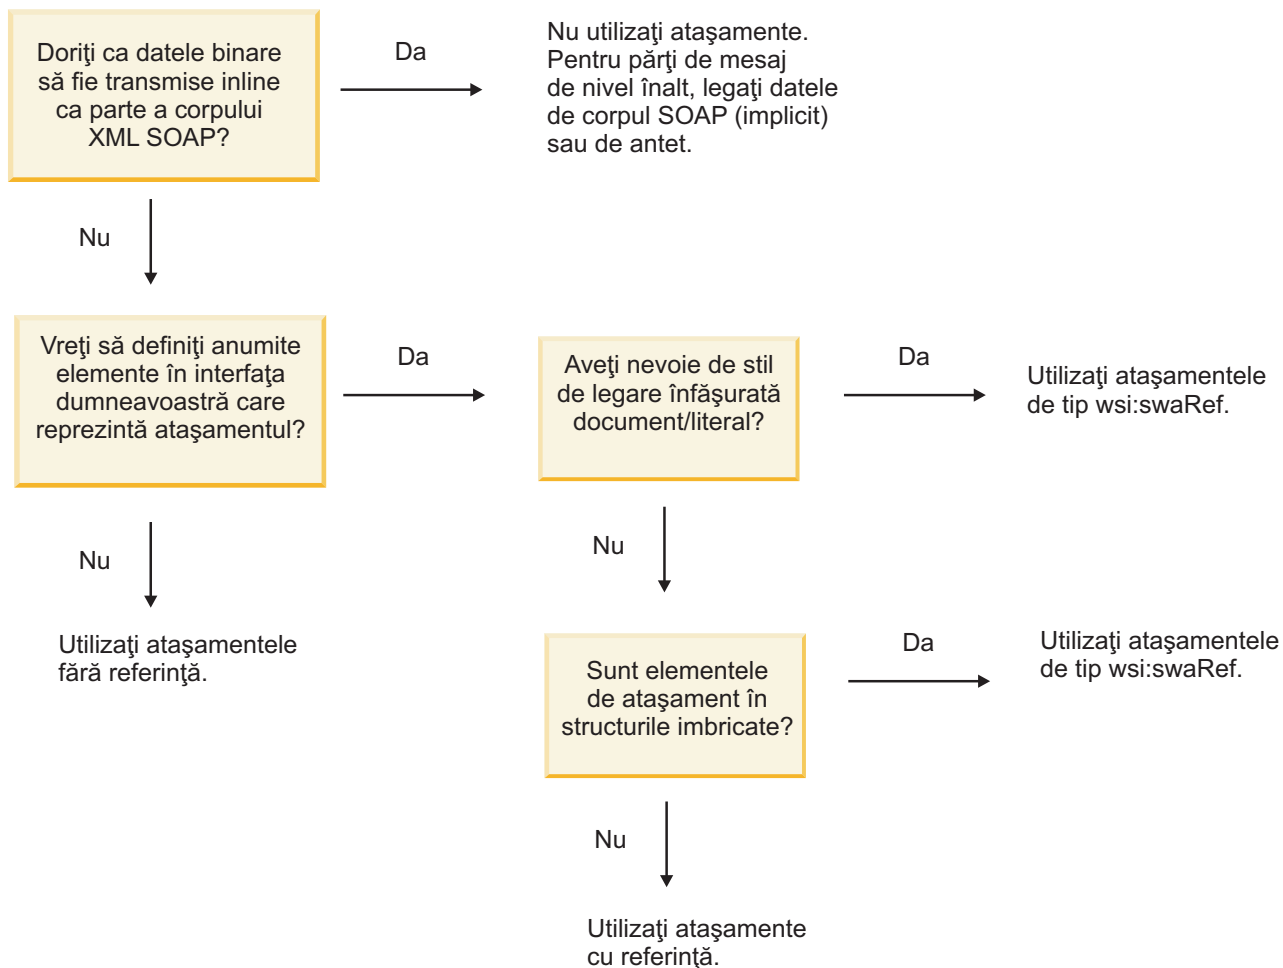 Doriţi ca datele binare
să fie transmise inline
ca parte a corpului
XML SOAP?
Da
Nu utilizaţi ataşamente.
Pentru părţi de mesaj
de nivel înalt, legaţi datele
de corpul SOAP (implicit)
sau de antet.
Nu
Vreţi să definiţi anumite
elemente în interfaţa
dumneavoastră care
reprezintă ataşamentul?
Da
Aveţi nevoie de stil
de legare înfăşurată
document/literal?
Da
Utilizaţi ataşamentele
de tip wsi:swaRef.
Nu
Utilizaţi ataşamentele
fără referinţă.
Nu
Sunt elementele
de ataşament în
structurile imbricate?
Da
Utilizaţi ataşamentele
de tip wsi:swaRef.
Nu
Utilizaţi ataşamente
cu referinţă.